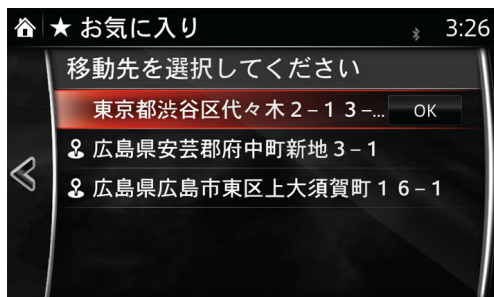 ★ お気に入り 3:26
移動先を選択してください
東京都渋谷区代々木２−１３−... OK
広島県安芸郡府中町新地３−１
広島県広島市東区上大須賀町１６−１